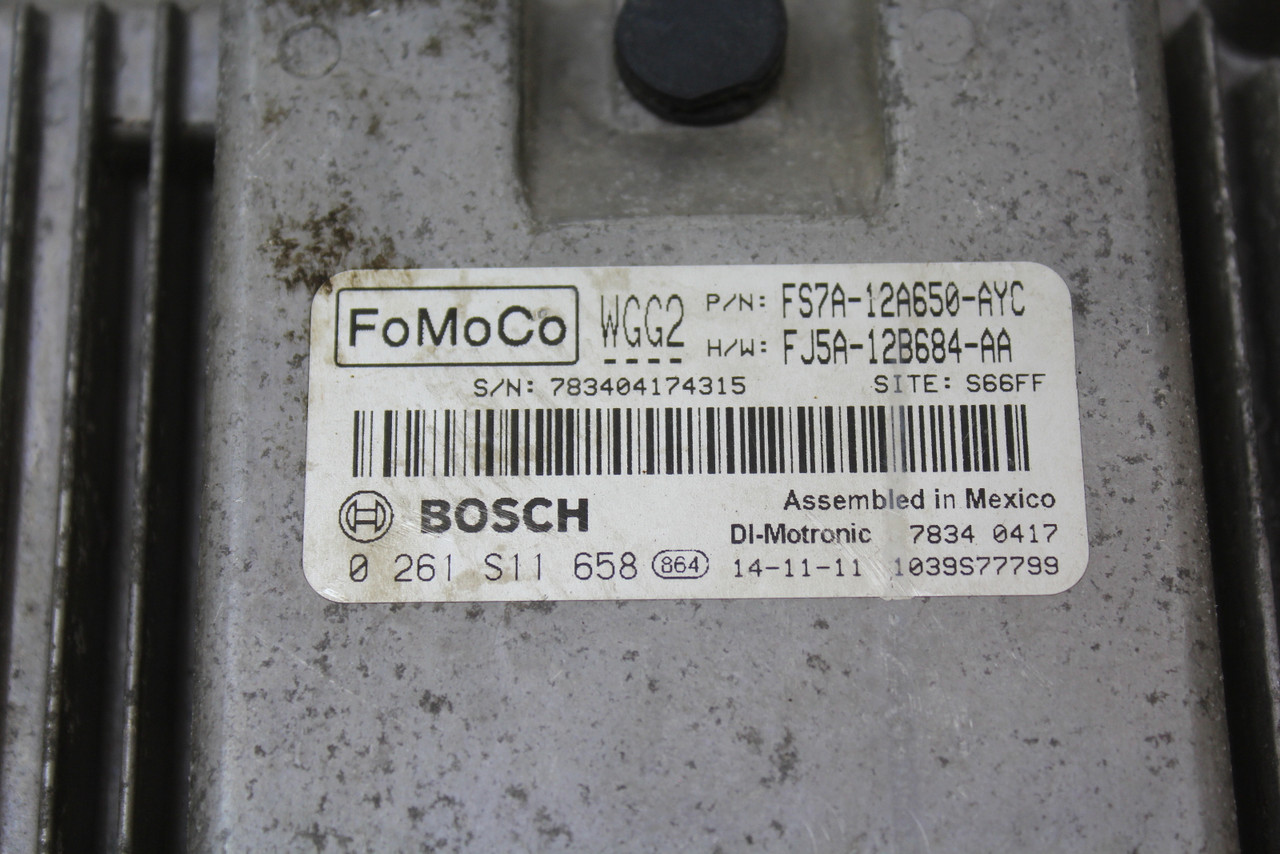 FoMoCo WGG2 P/N: FS7A-12A650-AYC
H/W: FJ5A-12B684-AA
S/N: 783404174315 SITE: S66FF
BOSCH Assembled in Mexico
DI-Motronic 7834 0417
0 261 S11 658 864 14-11-11 1039S77799